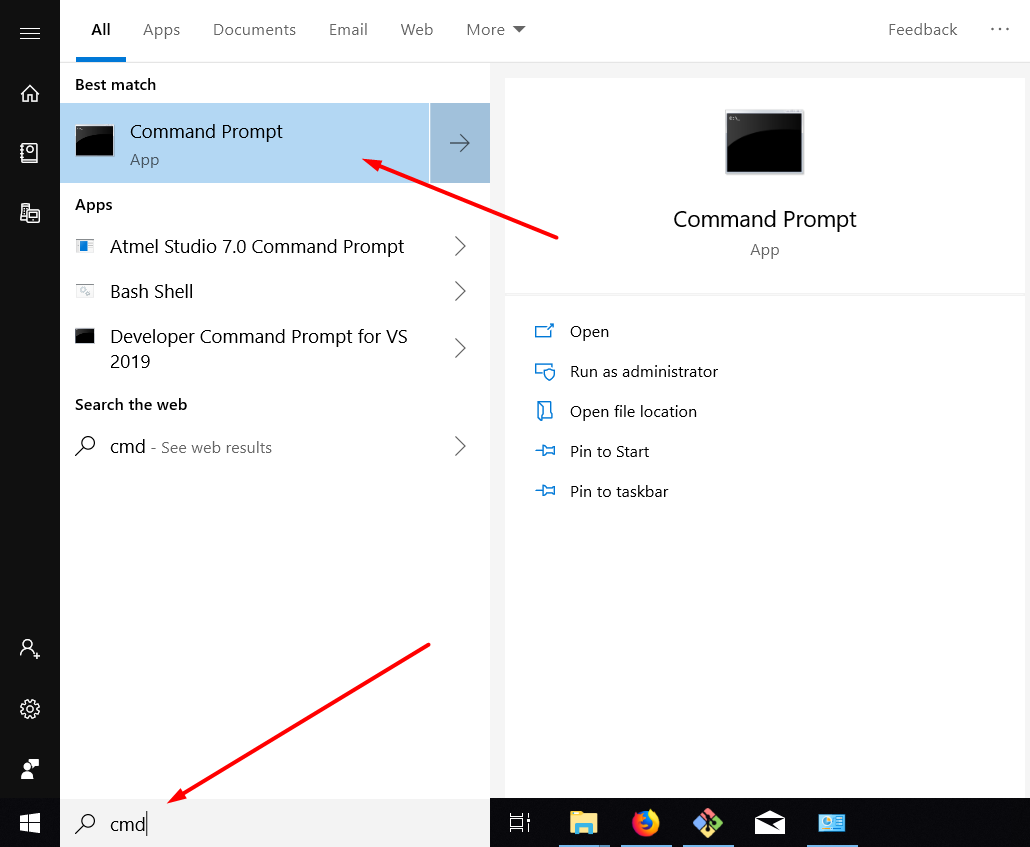 All Apps Documents Email Web More Feedback ...
Best match
Command Prompt
App
Apps
Atmel Studio 7.0 Command Prompt
Bash Shell
Developer Command Prompt for VS
2019
Search the web
cmd - See web results
Command Prompt
App
Open
Run as administrator
Open file location
Pin to Start
Pin to taskbar
cmd